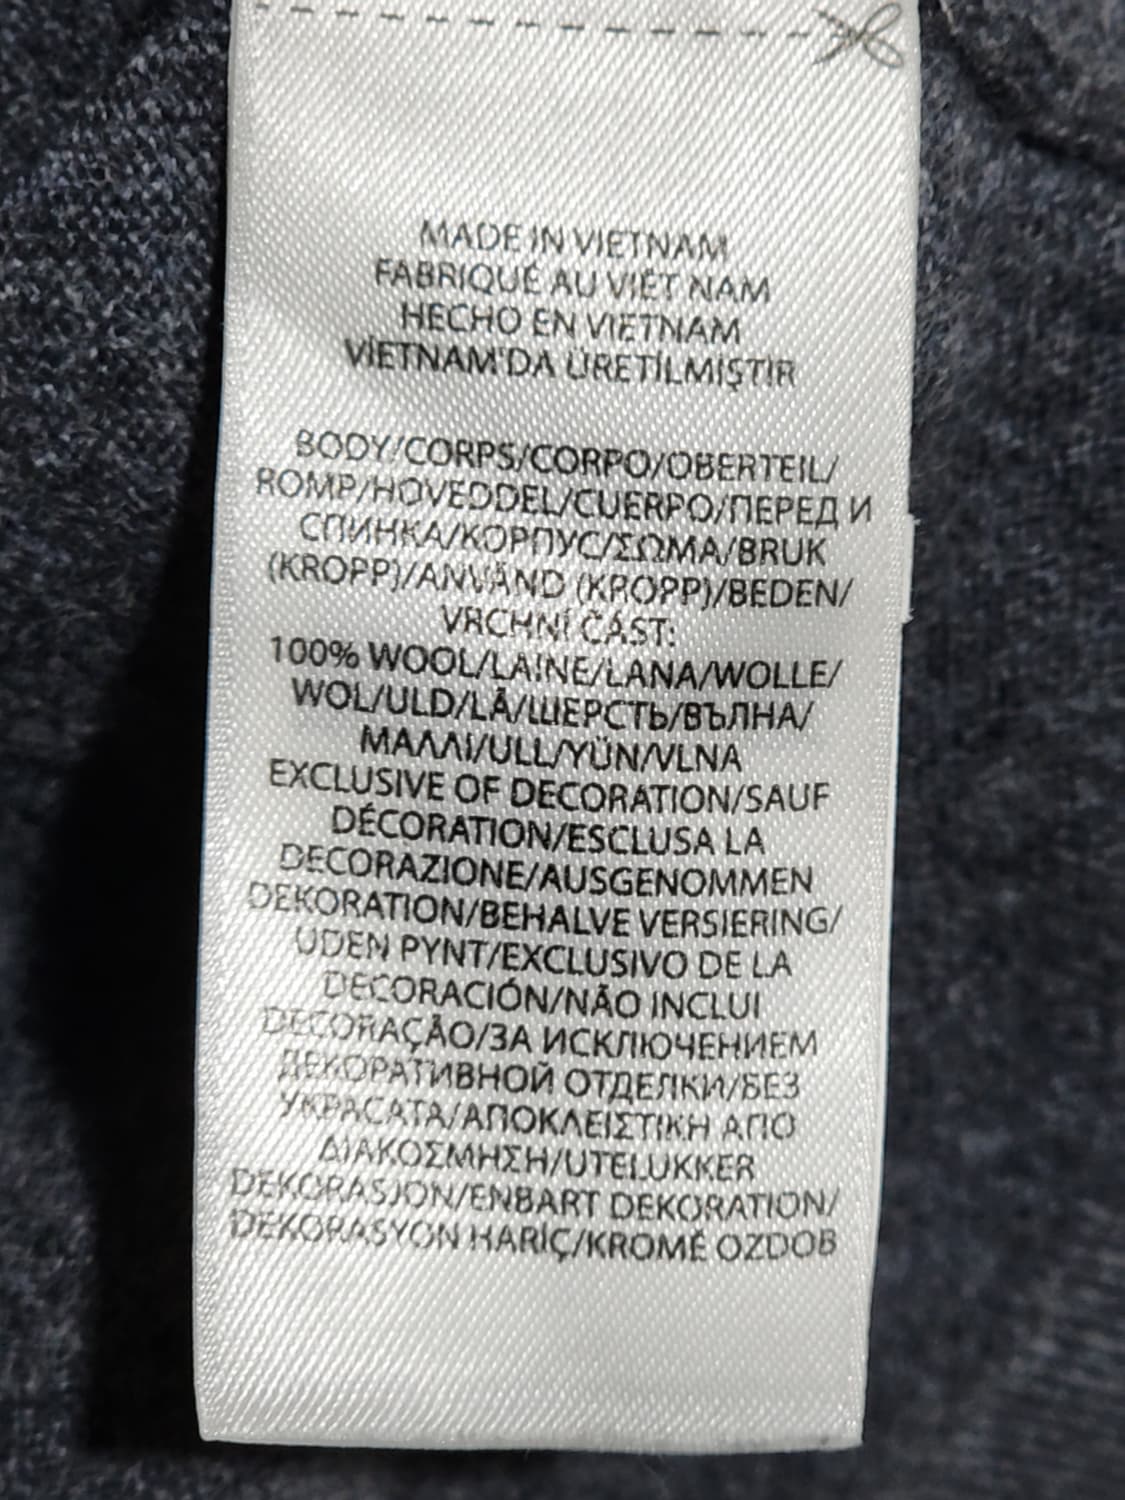 MADE IN VIETNAM
FABRIQUÉ AU VIÊT NAM
HECHO EN VIETNAM
VİETNAM'DA ÜRETİLMİŞTİR
BODY/CORPS/CORPO/OBERTEIL/
ROMP/HOVEDDEL/CUERPO/ПЕРЕД И
СПИНКА/КОРПУС/ΣΩΜΑ/BRUK
(KROPP)/ANVÄND (KROPP)/BEDEN/
VRCHNÍ ČÁST:
100% WOOL/LAINE/LANA/WOLLE/
WOL/ULD/LÃ/ШЕРСТЬ/ВЪЛНА/
ΜΑΛΛΙ/ULL/YÜN/VLNA
EXCLUSIVE OF DECORATION/SAUF
DÉCORATION/ESCLUSA LA
DECORAZIONE/AUSGENOMMEN
DEKORATION/BEHALVE VERSIERING/
UDEN PYNT/EXCLUSIVO DE LA
DECORACIÓN/NÃO INCLUI
DECORAÇÃO/ЗА ИСКЛЮЧЕНИЕМ
ДЕКОРАТИВНОЙ ОТДЕЛКИ/БЕЗ
УКРАСАТА/ΑΠΟΚΛΕΙΣΤΙΚΗ ΑΠΟ
ΔΙΑΚΟΣΜΗΣΗ/UTELUKKER
DEKORASJON/ENBART DEKORATION/
DEKORASYON HARİÇ/KROMĚ OZDOB